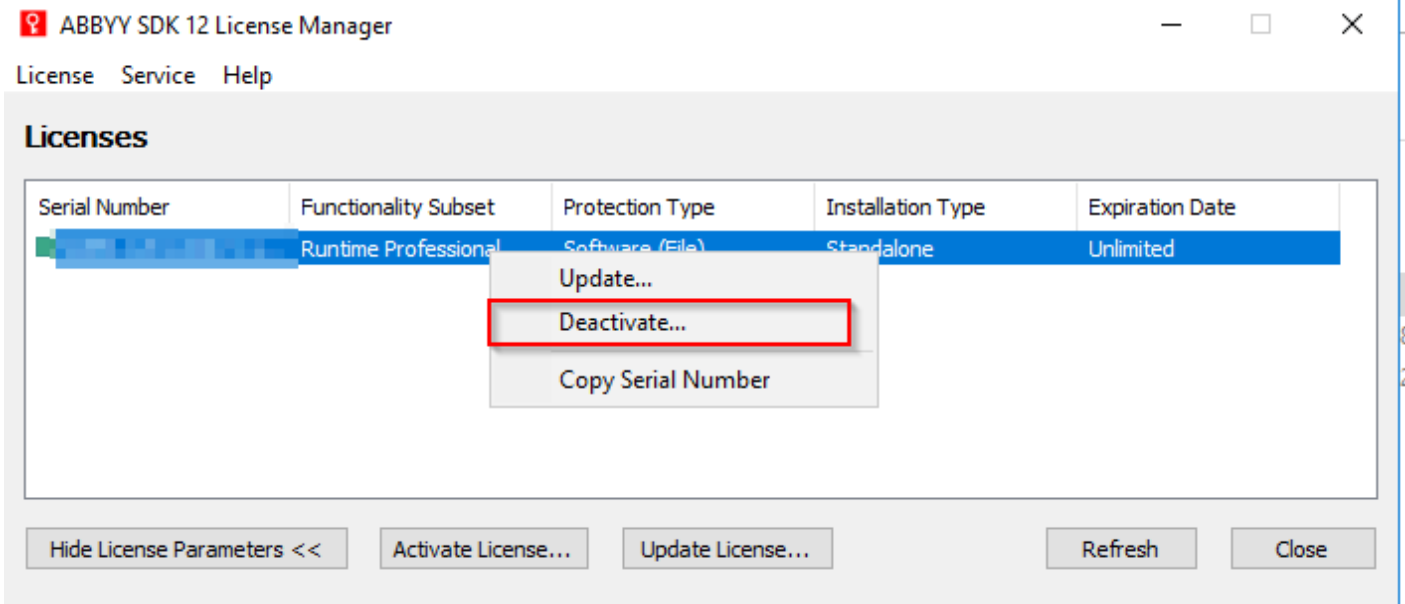 ABBYY SDK 12 License Manager
License Service Help
Licenses
Serial Number Functionality Subset Protection Type Installation Type Expiration Date
Runtime Professional Software (File) Standalone Unlimited
Update...
Deactivate...
Copy Serial Number
Hide License Parameters << Activate License... Update License... Refresh Close